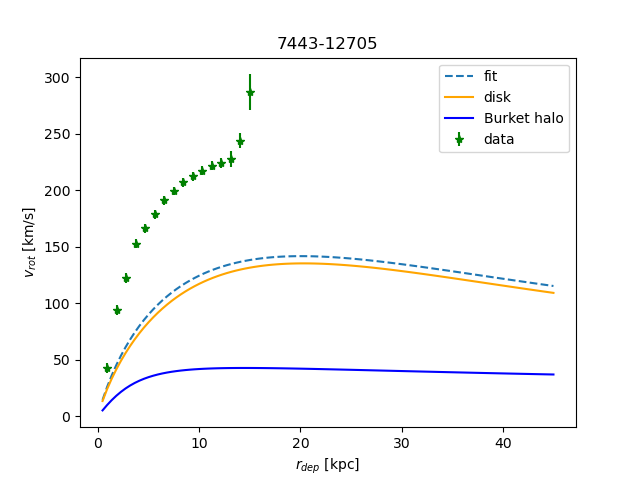 7443-12705
300
250
200
150
100
50
0
v_rot [km/s]
fit
disk
Burket halo
data
0 10 20 30 40
r_dep [kpc]